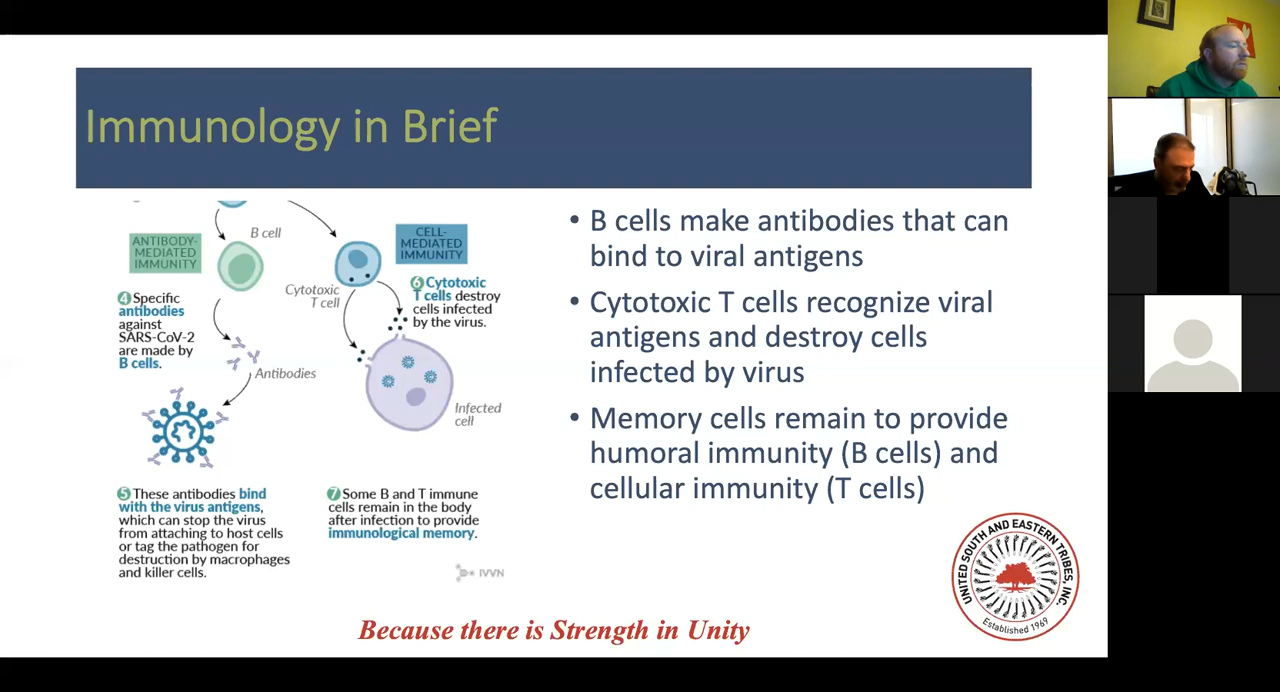 Immunology in Brief
B cell
ANTIBODY-
MEDIATED
IMMUNITY
CELL-
MEDIATED
IMMUNITY
Cytotoxic
T cell
4 Specific
antibodies
against
SARS-CoV-2
are made by
B cells.
6 Cytotoxic
T cells destroy
cells infected
by the virus.
Antibodies
Infected
cell
5 These antibodies bind
with the virus antigens,
which can stop the virus
from attaching to host cells
or tag the pathogen for
destruction by macrophages
and killer cells.
7 Some B and T immune
cells remain in the body
after infection to provide
immunological memory.
IVVN
• B cells make antibodies that can
bind to viral antigens
• Cytotoxic T cells recognize viral
antigens and destroy cells
infected by virus
• Memory cells remain to provide
humoral immunity (B cells) and
cellular immunity (T cells)
UNITED SOUTH AND EASTERN TRIBES, INC.
Established 1969
Because there is Strength in Unity